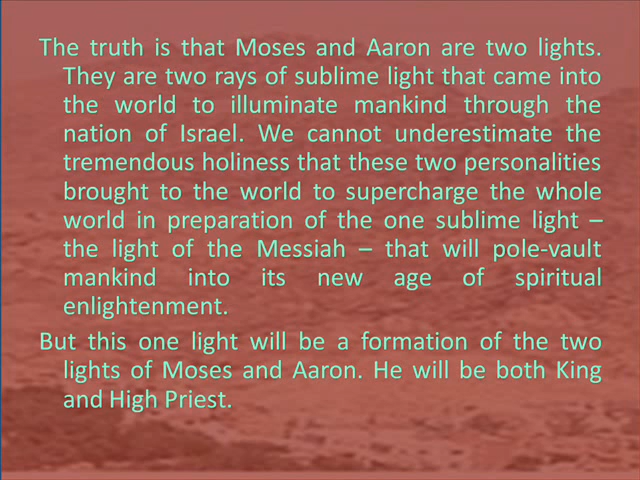 The truth is that Moses and Aaron are two lights.
They are two rays of sublime light that came into
the world to illuminate mankind through the
nation of Israel. We cannot underestimate the
tremendous holiness that these two personalities
brought to the world to supercharge the whole
world in preparation of the one sublime light –
the light of the Messiah – that will pole-vault
mankind into its new age of spiritual
enlightenment.
But this one light will be a formation of the two
lights of Moses and Aaron. He will be both King
and High Priest.